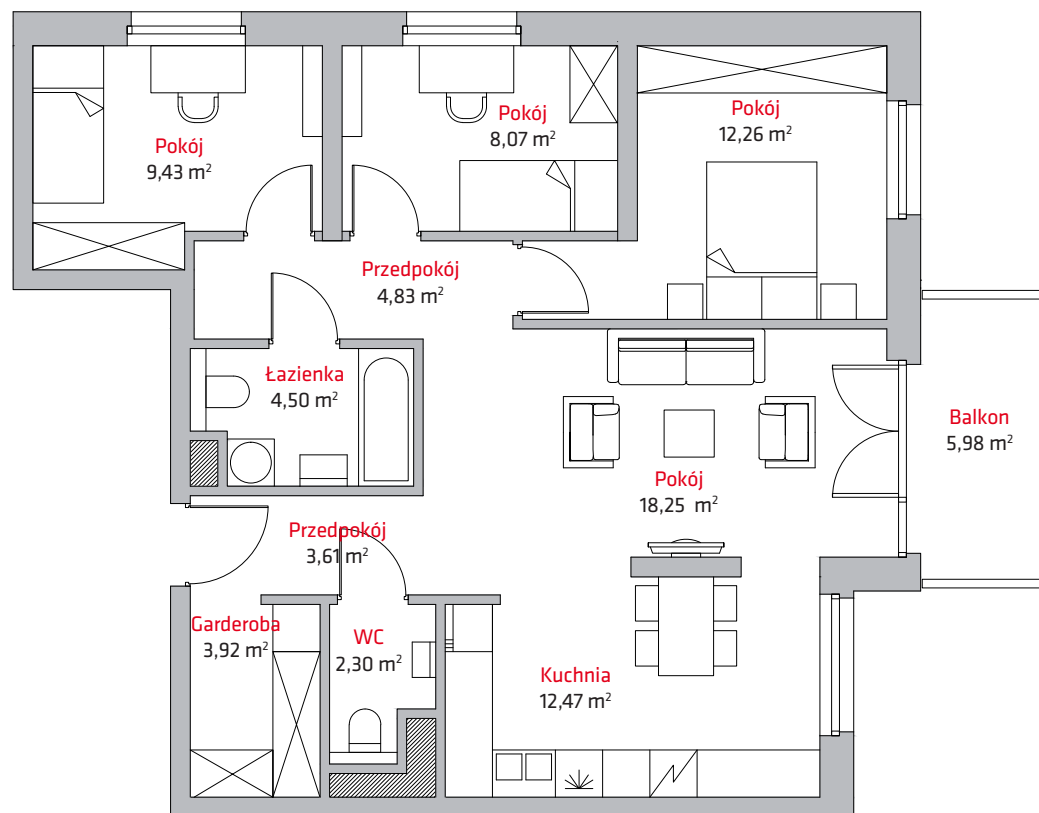 Pokój
9,43 m²
Pokój
8,07 m²
Pokój
12,26 m²
Przedpokój
4,83 m²
Łazienka
4,50 m²
Balkon
5,98 m²
Pokój
18,25 m²
Przedpokój
3,61 m²
Garderoba
3,92 m²
WC
2,30 m²
Kuchnia
12,47 m²